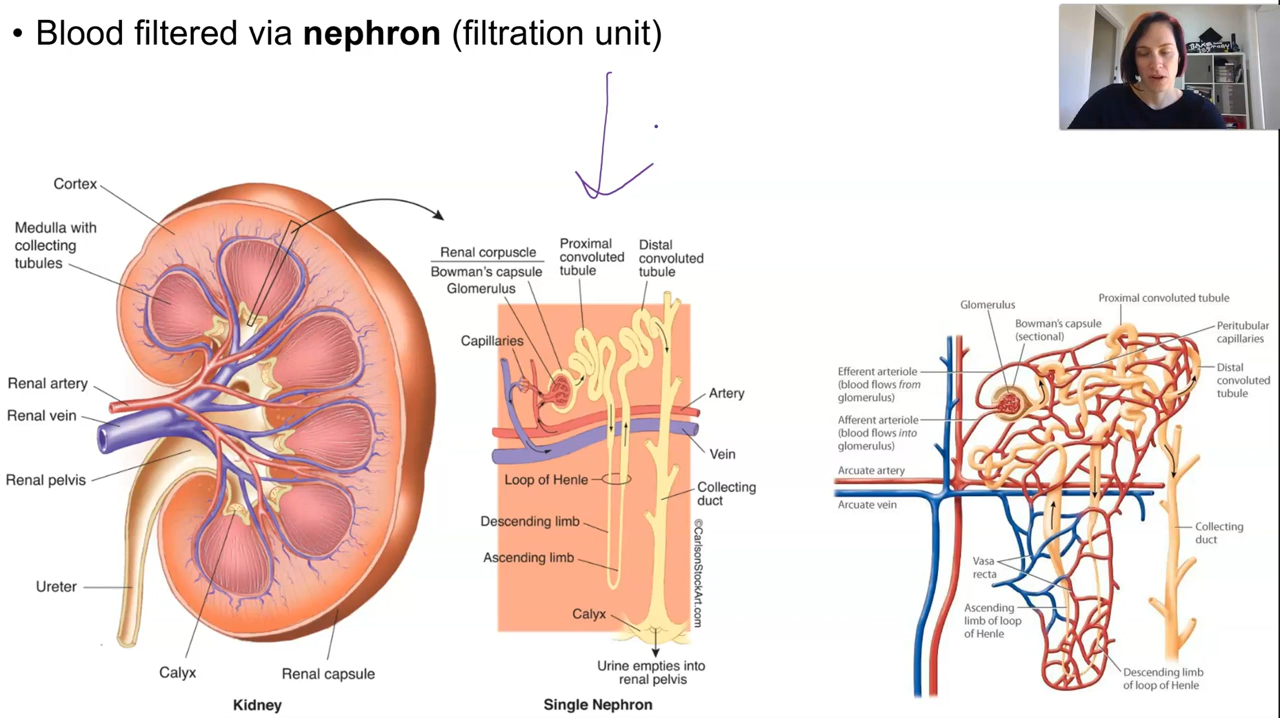 • Blood filtered via nephron (filtration unit)
Cortex
Medulla with
collecting
tubules
Renal artery
Renal vein
Renal pelvis
Ureter
Calyx
Renal capsule
Kidney
Renal corpuscle
Bowman's capsule
Glomerulus
Proximal
convoluted
tubule
Distal
convoluted
tubule
Capillaries
Artery
Vein
Loop of Henle
Collecting
duct
Descending limb
Ascending limb
Calyx
©CarlsonStockArt.com
Urine empties into
renal pelvis
Single Nephron
Glomerulus
Proximal convoluted tubule
Bowman's capsule
(sectional)
Peritubular
capillaries
Efferent arteriole
(blood flows from
glomerulus)
Distal
convoluted
tubule
Afferent arteriole
(blood flows into
glomerulus)
Arcuate artery
Arcuate vein
Collecting
duct
Vasa
recta
Ascending
limb of loop
of Henle
Descending limb
of loop of Henle